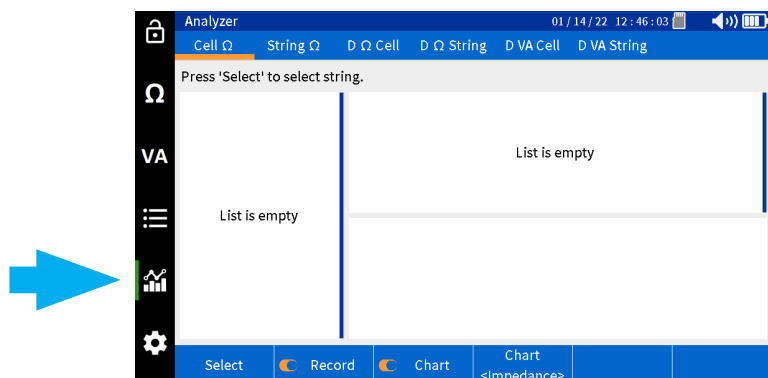 Analyzer 01/14/22 12:46:03
Cell Ω String Ω D Ω Cell D Ω String D VA Cell D VA String
Press 'Select' to select string.
Ω
VA
List is empty
List is empty
Select Record Chart Chart
<Impedance>